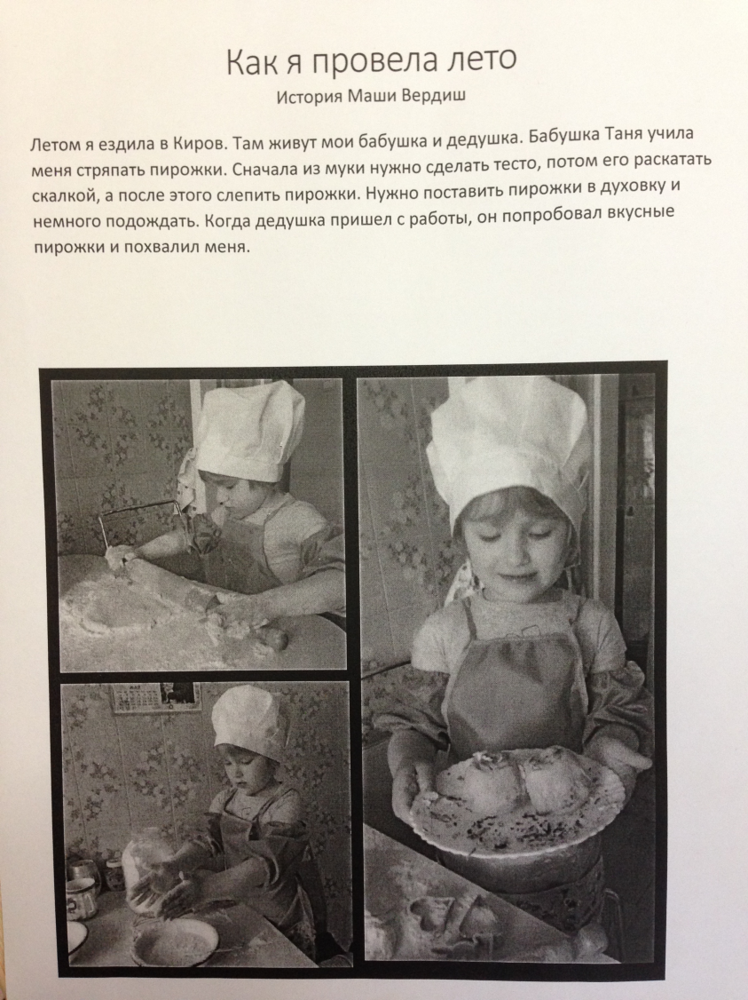 Как я провела лето
История Маши Вердиш
Летом я ездила в Киров. Там живут мои бабушка и дедушка. Бабушка Таня учила
меня стряпать пирожки. Сначала из муки нужно сделать тесто, потом его раскатать
скалкой, а после этого слепить пирожки. Нужно поставить пирожки в духовку и
немного подождать. Когда дедушка пришел с работы, он попробовал вкусные
пирожки и похвалил меня.